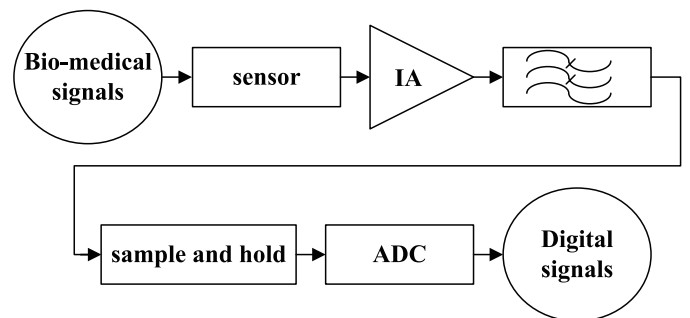 Bio-medical
signals
sensor
IA
sample and hold
ADC
Digital
signals